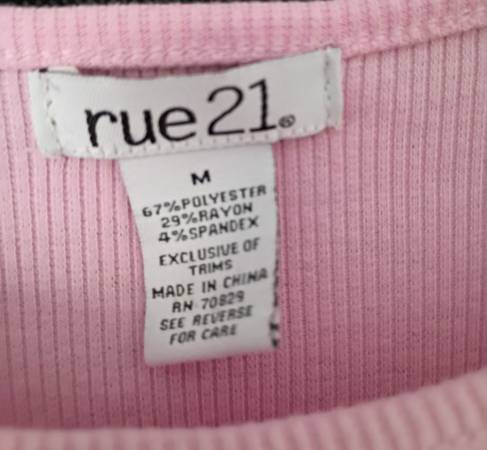 rue21®
M
67%POLYESTER
29%RAYON
4%SPANDEX
EXCLUSIVE OF
TRIMS
MADE IN CHINA
RN 70829
SEE REVERSE
FOR CARE